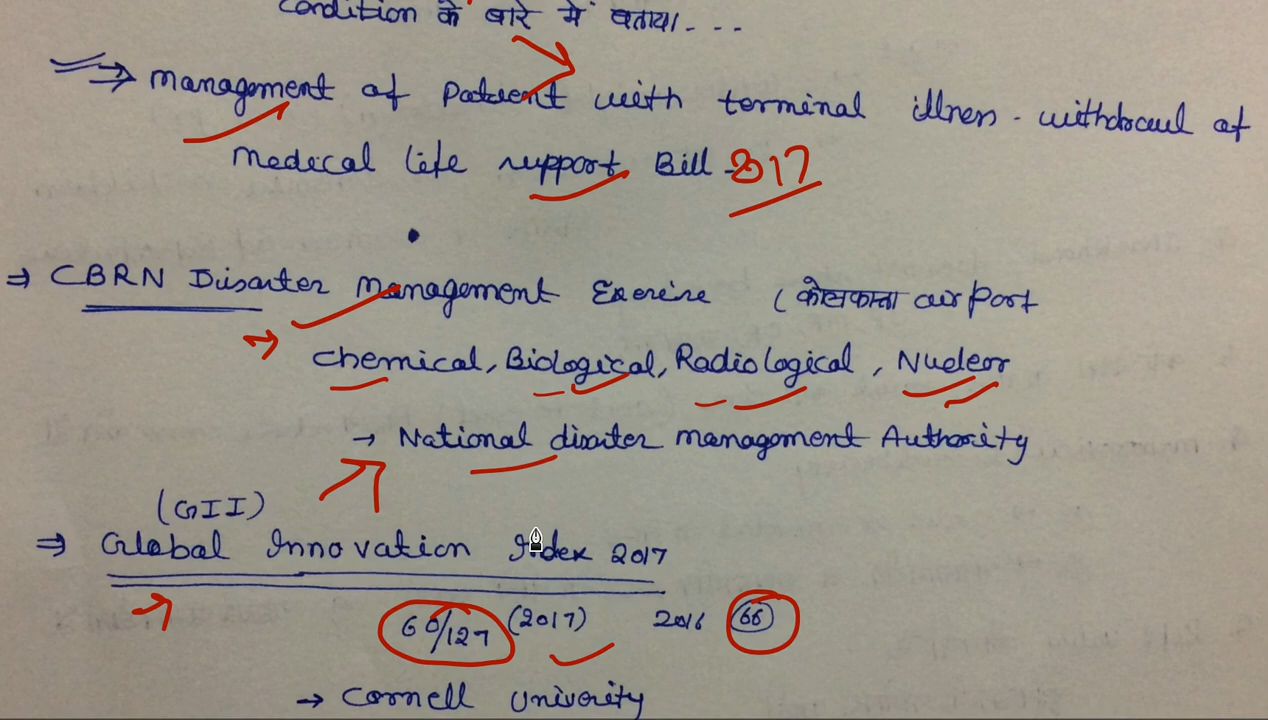 Condition के बारे में बताया....
⇒ Management of Patient with terminal illness - withdraul of
Medical life support Bill 2017
⇒ CBRN Disaster Management Exercise (कोलकाता airport
→ Chemical, Biological, Radiological, Nuclear
→ National disaster management Authority
(GII)
⇒ Global Innovation Index 2017
60/127 (2017) 2016 66
→ Cornell University